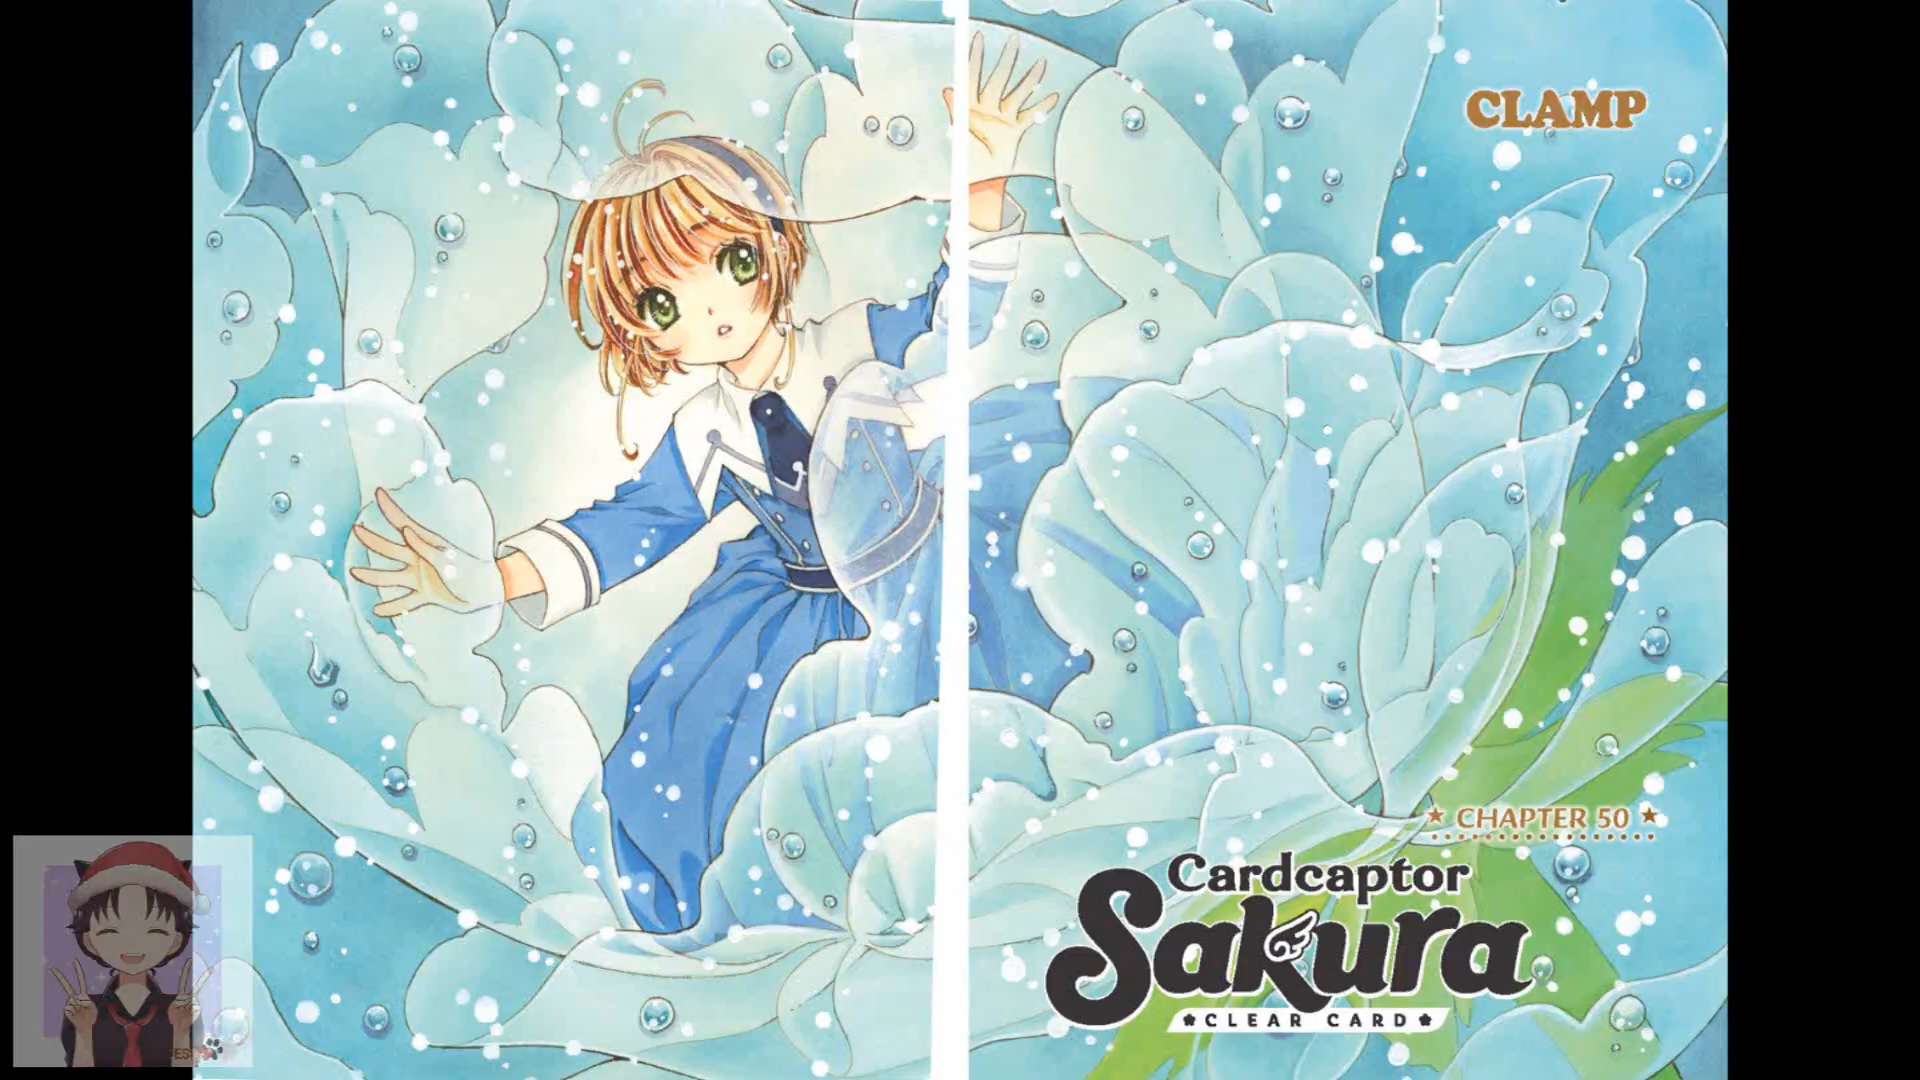 CLAMP
★ CHAPTER 50 ★
Cardcaptor
Sakura
CLEAR CARD